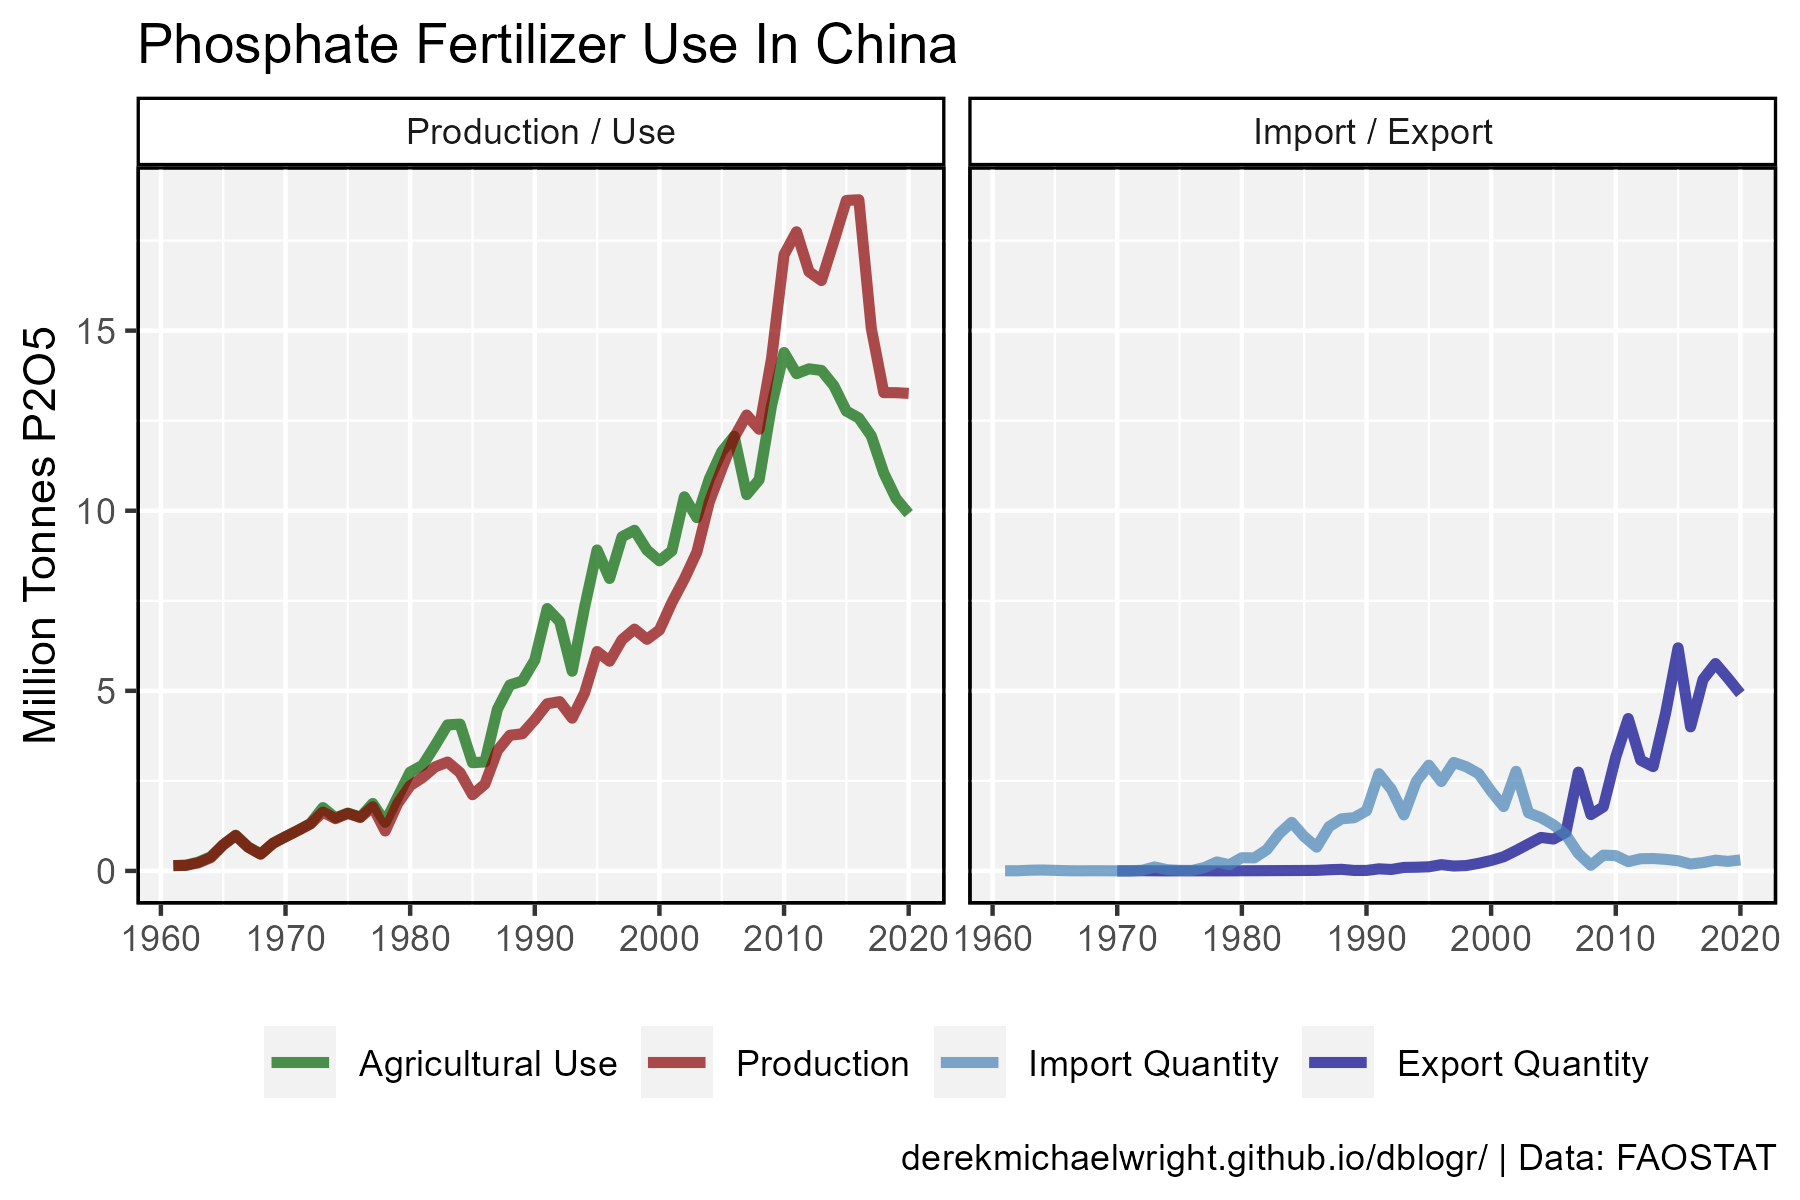 Phosphate Fertilizer Use In China
Production / Use
Import / Export
Million Tonnes P2O5
15
10
5
0
1960 1970 1980 1990 2000 2010 2020
1960 1970 1980 1990 2000 2010 2020
Agricultural Use Production Import Quantity Export Quantity
derekmichaelwright.github.io/dblogr/ | Data: FAOSTAT